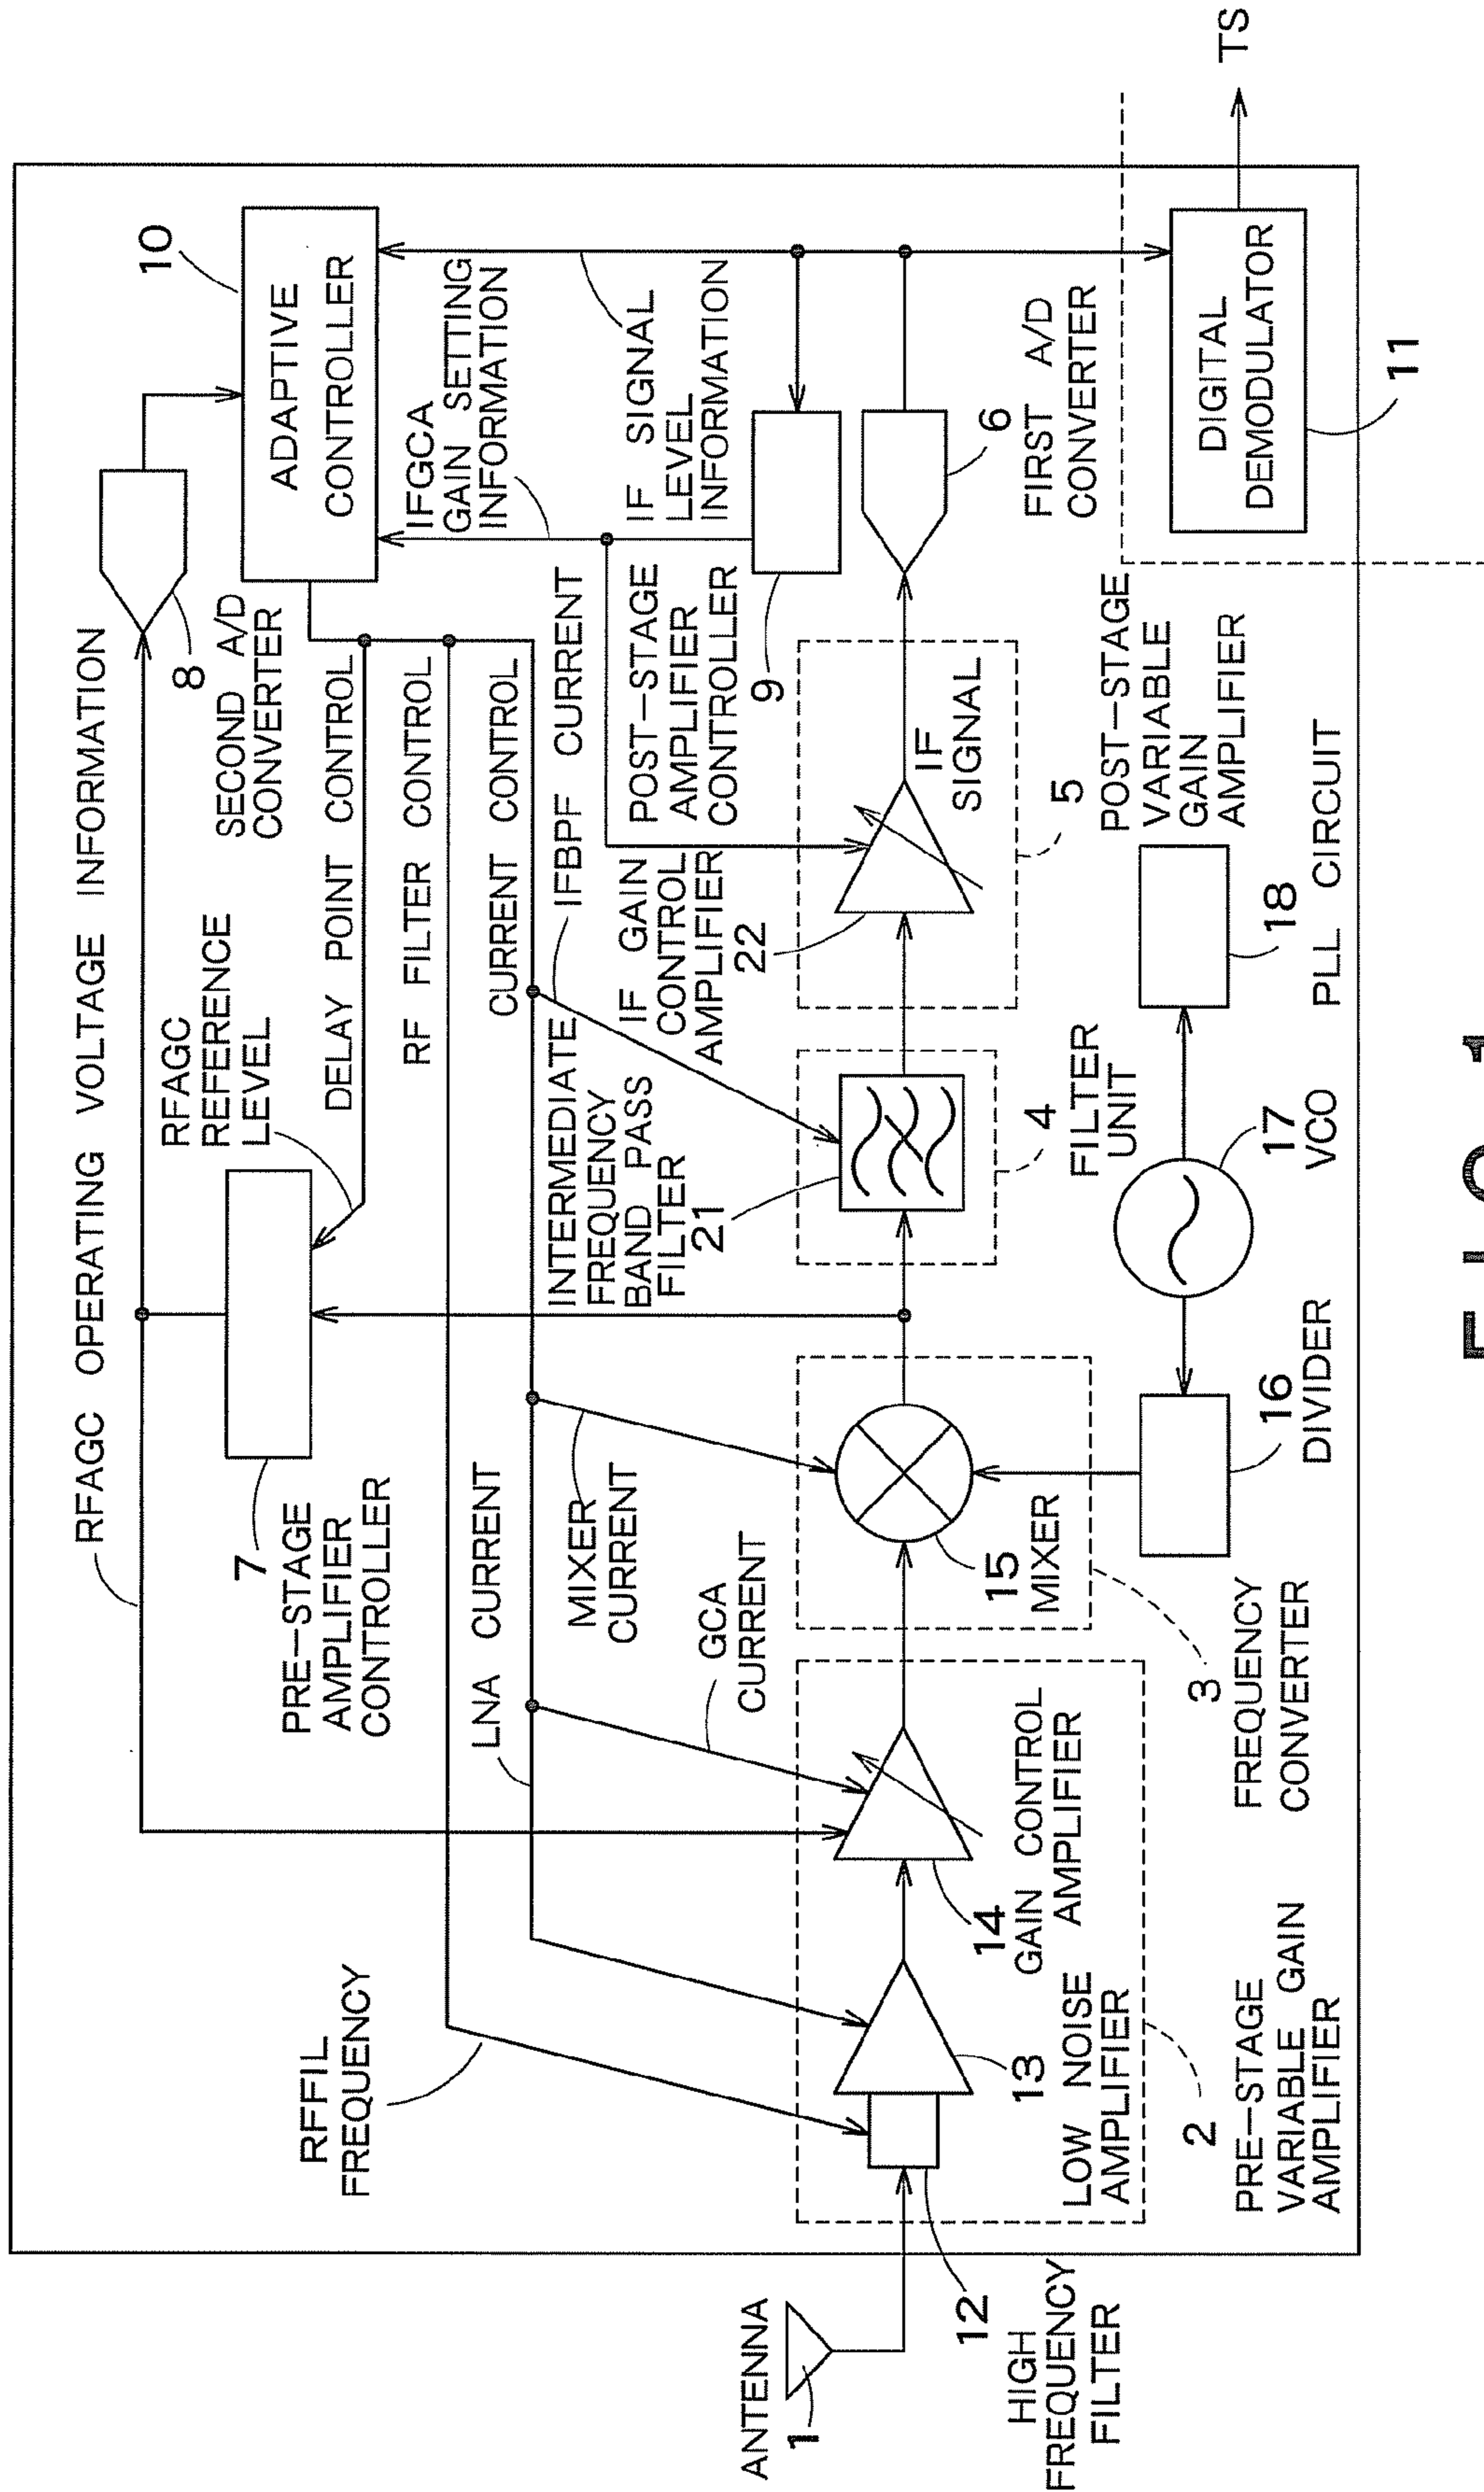 RFAGC OPERATING VOLTAGE INFORMATION
8
SECOND A/D
CONVERTER
10
ADAPTIVE
CONTROLLER
RFAGC
REFERENCE
LEVEL
7
PRE-STAGE
AMPLIFIER
CONTROLLER
DELAY POINT CONTROL
RF FILTER CONTROL
CURRENT CONTROL
RFFIL
FREQUENCY
LNA CURRENT
MIXER
CURRENT
GCA
CURRENT
IFBPF CURRENT
INTERMEDIATE
FREQUENCY
BAND PASS
FILTER
21
IF GAIN
CONTROL
AMPLIFIER
22
POST-STAGE
AMPLIFIER
CONTROLLER
9
IFGCA
GAIN SETTING
INFORMATION
IF SIGNAL
LEVEL
INFORMATION
ANTENNA
1
12
HIGH
FREQUENCY
FILTER
13
LOW NOISE
AMPLIFIER
14
GAIN CONTROL
AMPLIFIER
2
PRE-STAGE
VARIABLE GAIN
AMPLIFIER
15
MIXER
3
FREQUENCY
CONVERTER
16
DIVIDER
17
VCO
18
PLL CIRCUIT
4
FILTER
UNIT
IF
SIGNAL
5
POST-STAGE
VARIABLE
GAIN
AMPLIFIER
6
FIRST A/D
CONVERTER
DIGITAL
DEMODULATOR
11
TS